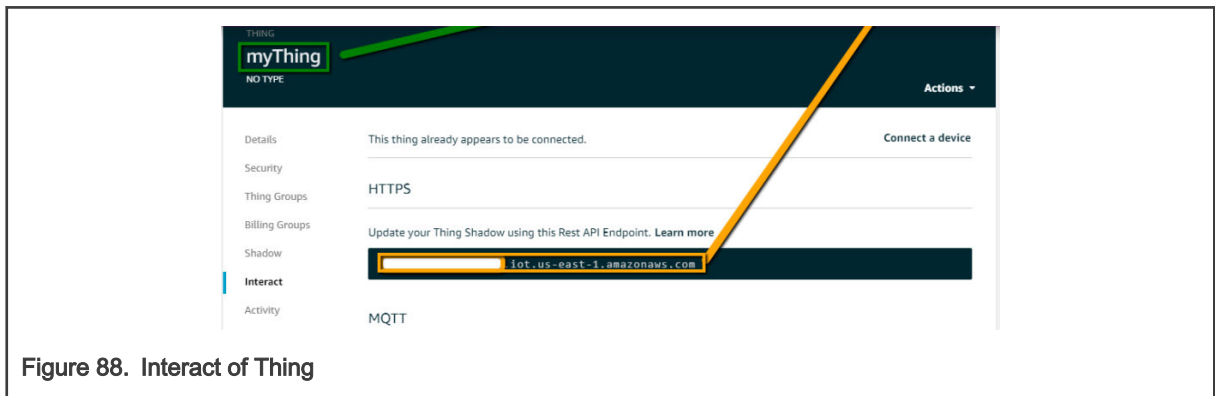 THING
myThing
NO TYPE
Actions
Details
This thing already appears to be connected.
Connect a device
Security
HTTPS
Thing Groups
Billing Groups
Update your Thing Shadow using this Rest API Endpoint. Learn more
Shadow
iot.us-east-1.amazonaws.com
Interact
Activity
MQTT
Figure 88. Interact of Thing